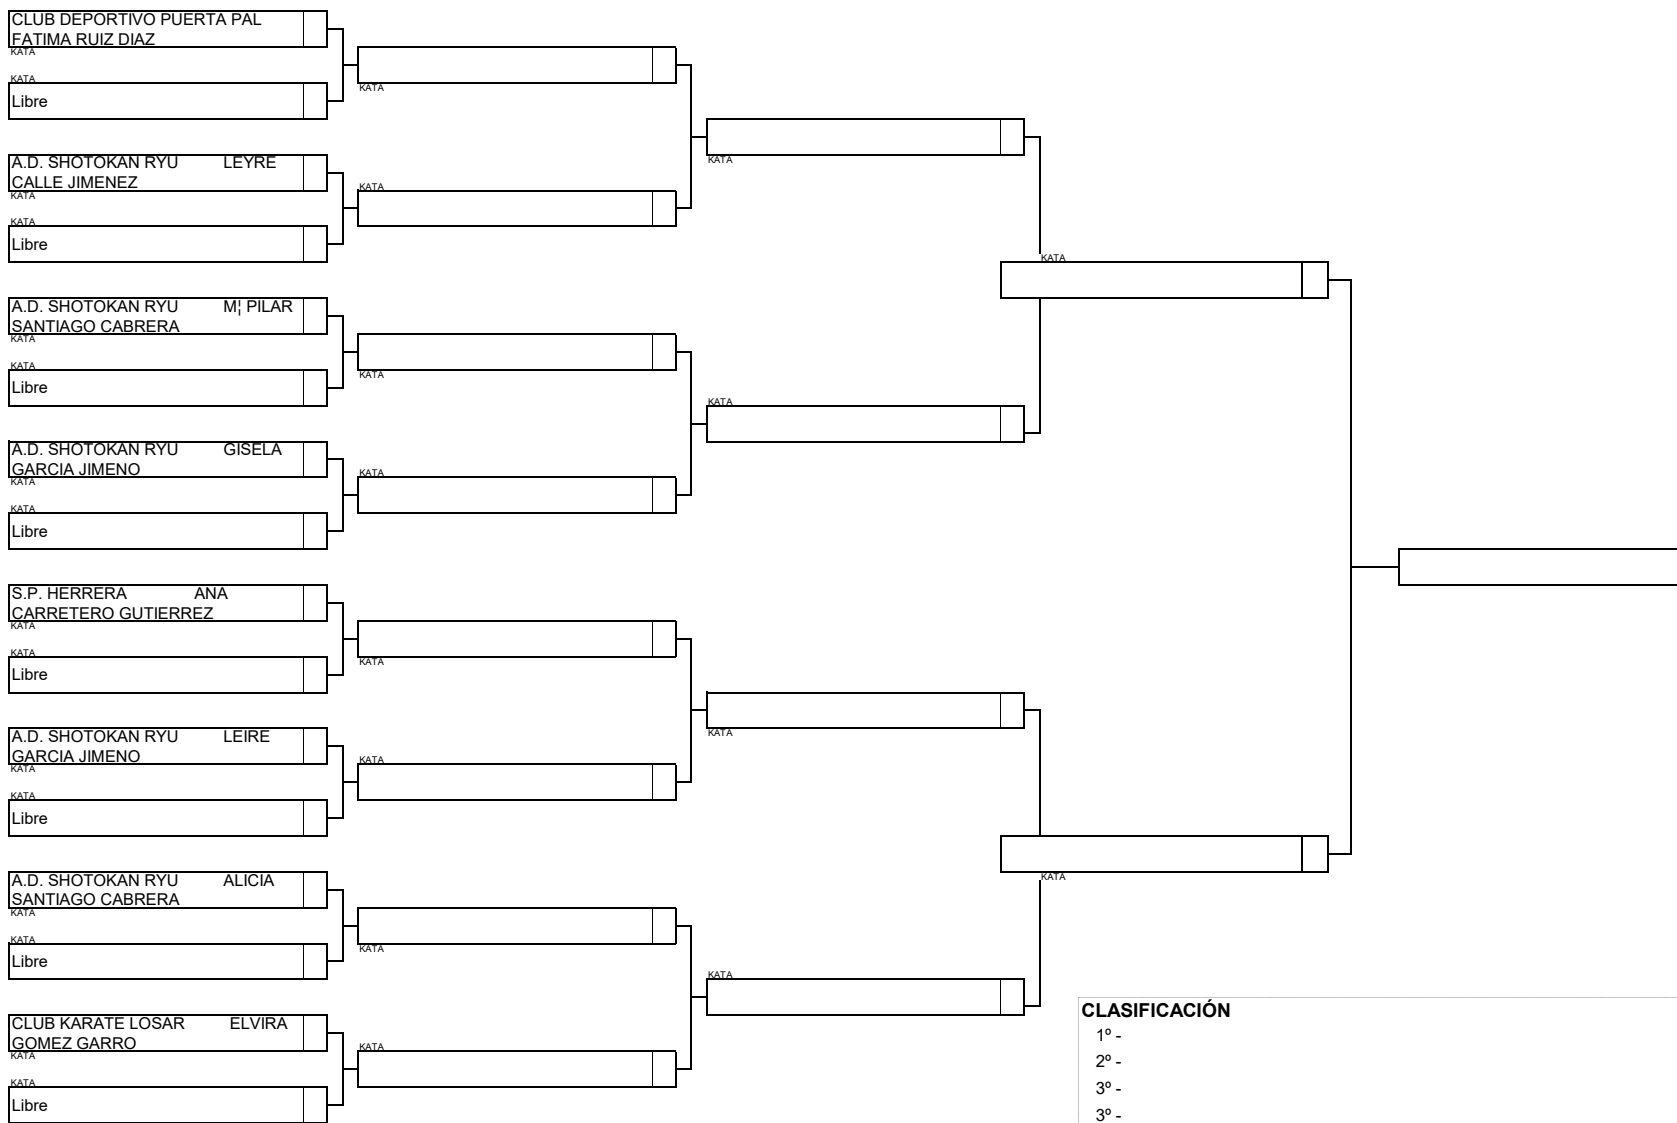 CLUB DEPORTIVO PUERTA PAL
FATIMA RUIZ DIAZ
KATA
KATA
Libre
KATA
A.D. SHOTOKAN RYU LEYRE
CALLE JIMENEZ
KATA
KATA
Libre
KATA
KATA
A.D. SHOTOKAN RYU M¦ PILAR
SANTIAGO CABRERA
KATA
KATA
Libre
KATA
A.D. SHOTOKAN RYU GISELA
GARCIA JIMENO
KATA
KATA
Libre
KATA
KATA
KATA
S.P. HERRERA ANA
CARRETERO GUTIERREZ
KATA
KATA
Libre
KATA
A.D. SHOTOKAN RYU LEIRE
GARCIA JIMENO
KATA
KATA
Libre
KATA
KATA
A.D. SHOTOKAN RYU ALICIA
SANTIAGO CABRERA
KATA
KATA
Libre
KATA
CLUB KARATE LOSAR ELVIRA
GOMEZ GARRO
KATA
KATA
Libre
KATA
KATA
KATA
CLASIFICACIÓN
1º -
2º -
3º -
3º -